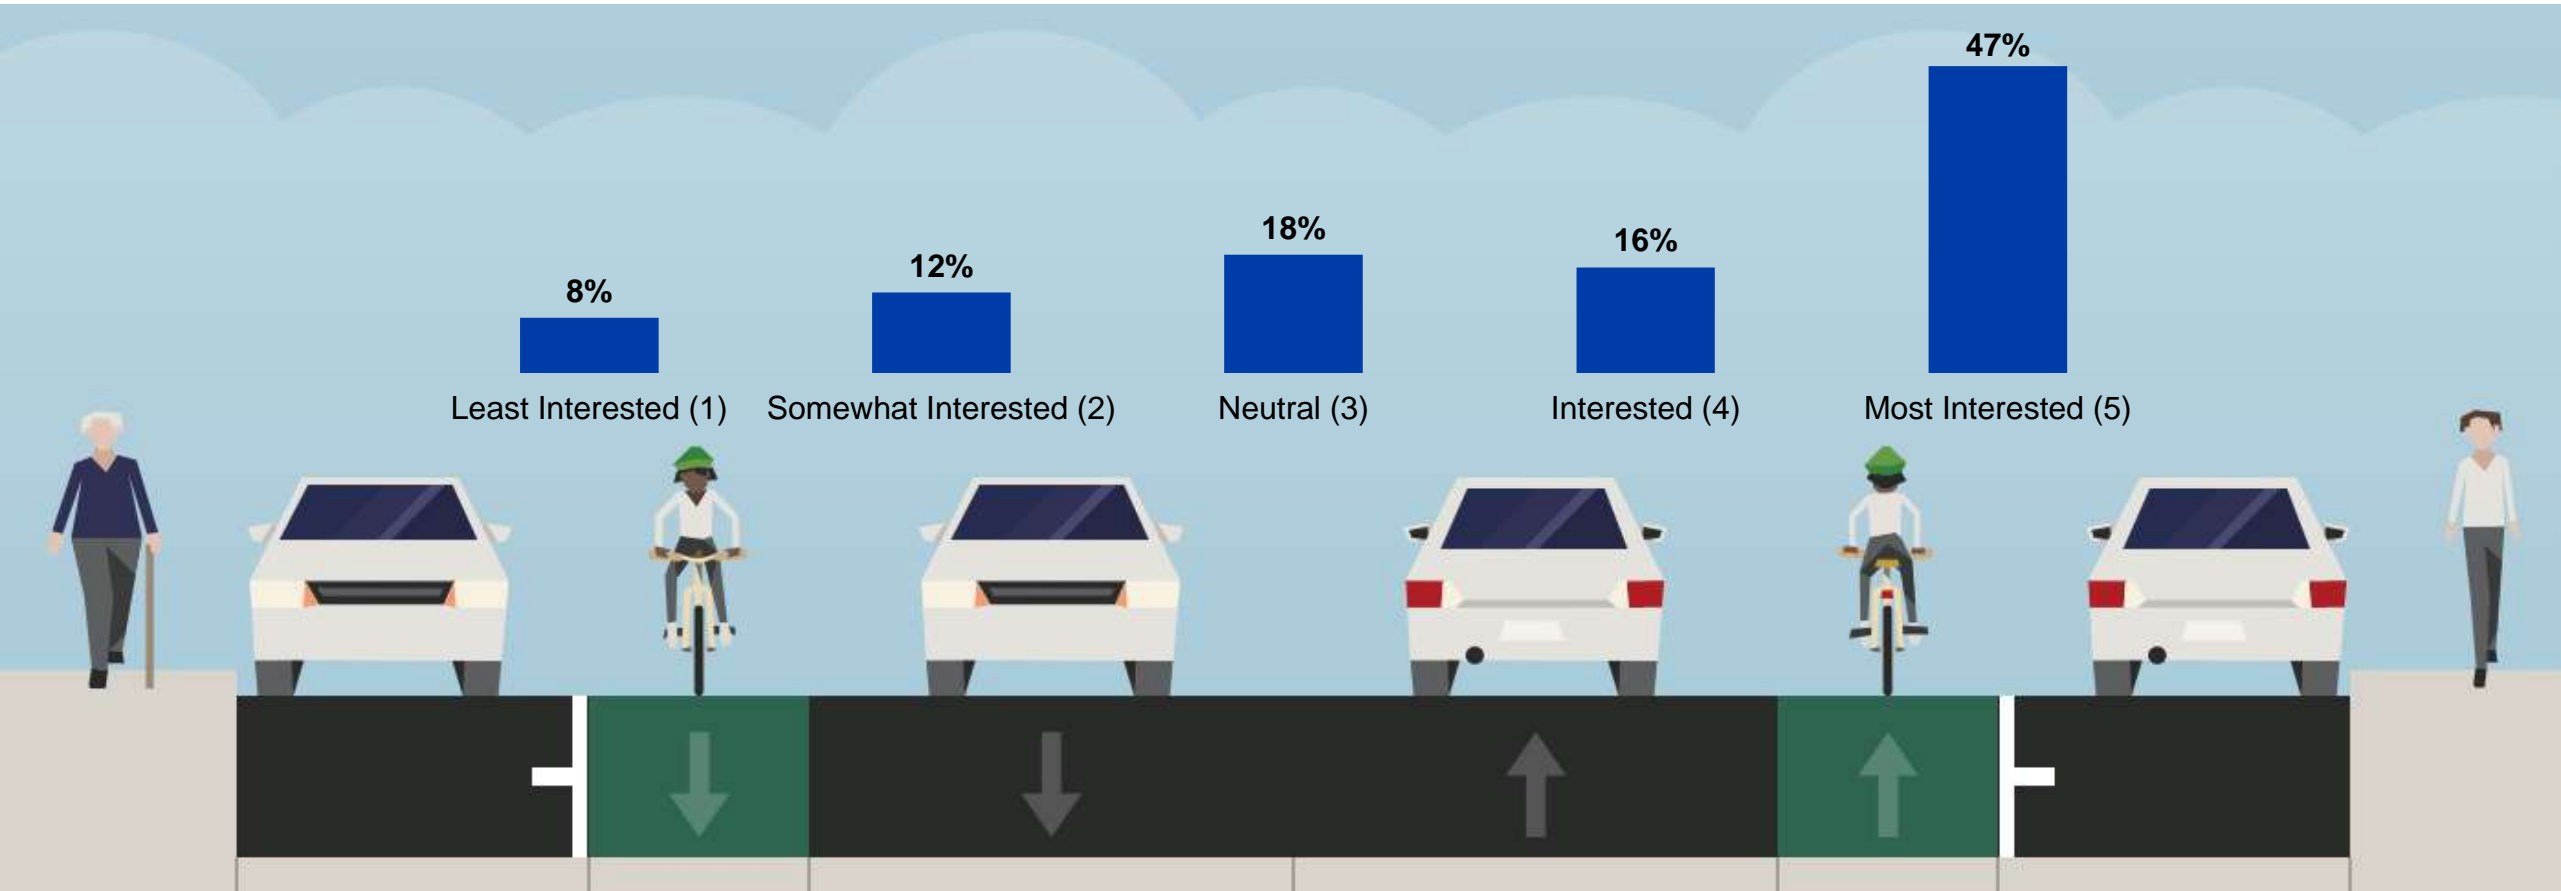 47%
18%
16%
12%
8%
Least Interested (1)
Somewhat Interested (2)
Neutral (3)
Interested (4)
Most Interested (5)